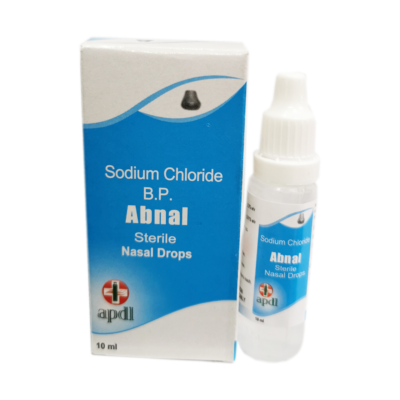 Sodium Chloride
B.P.
Abnal
Sterile
Nasal Drops
apdl
10 ml
Sodium Chloride
Abnal
Sterile
Nasal Drops
apdl
10 ml